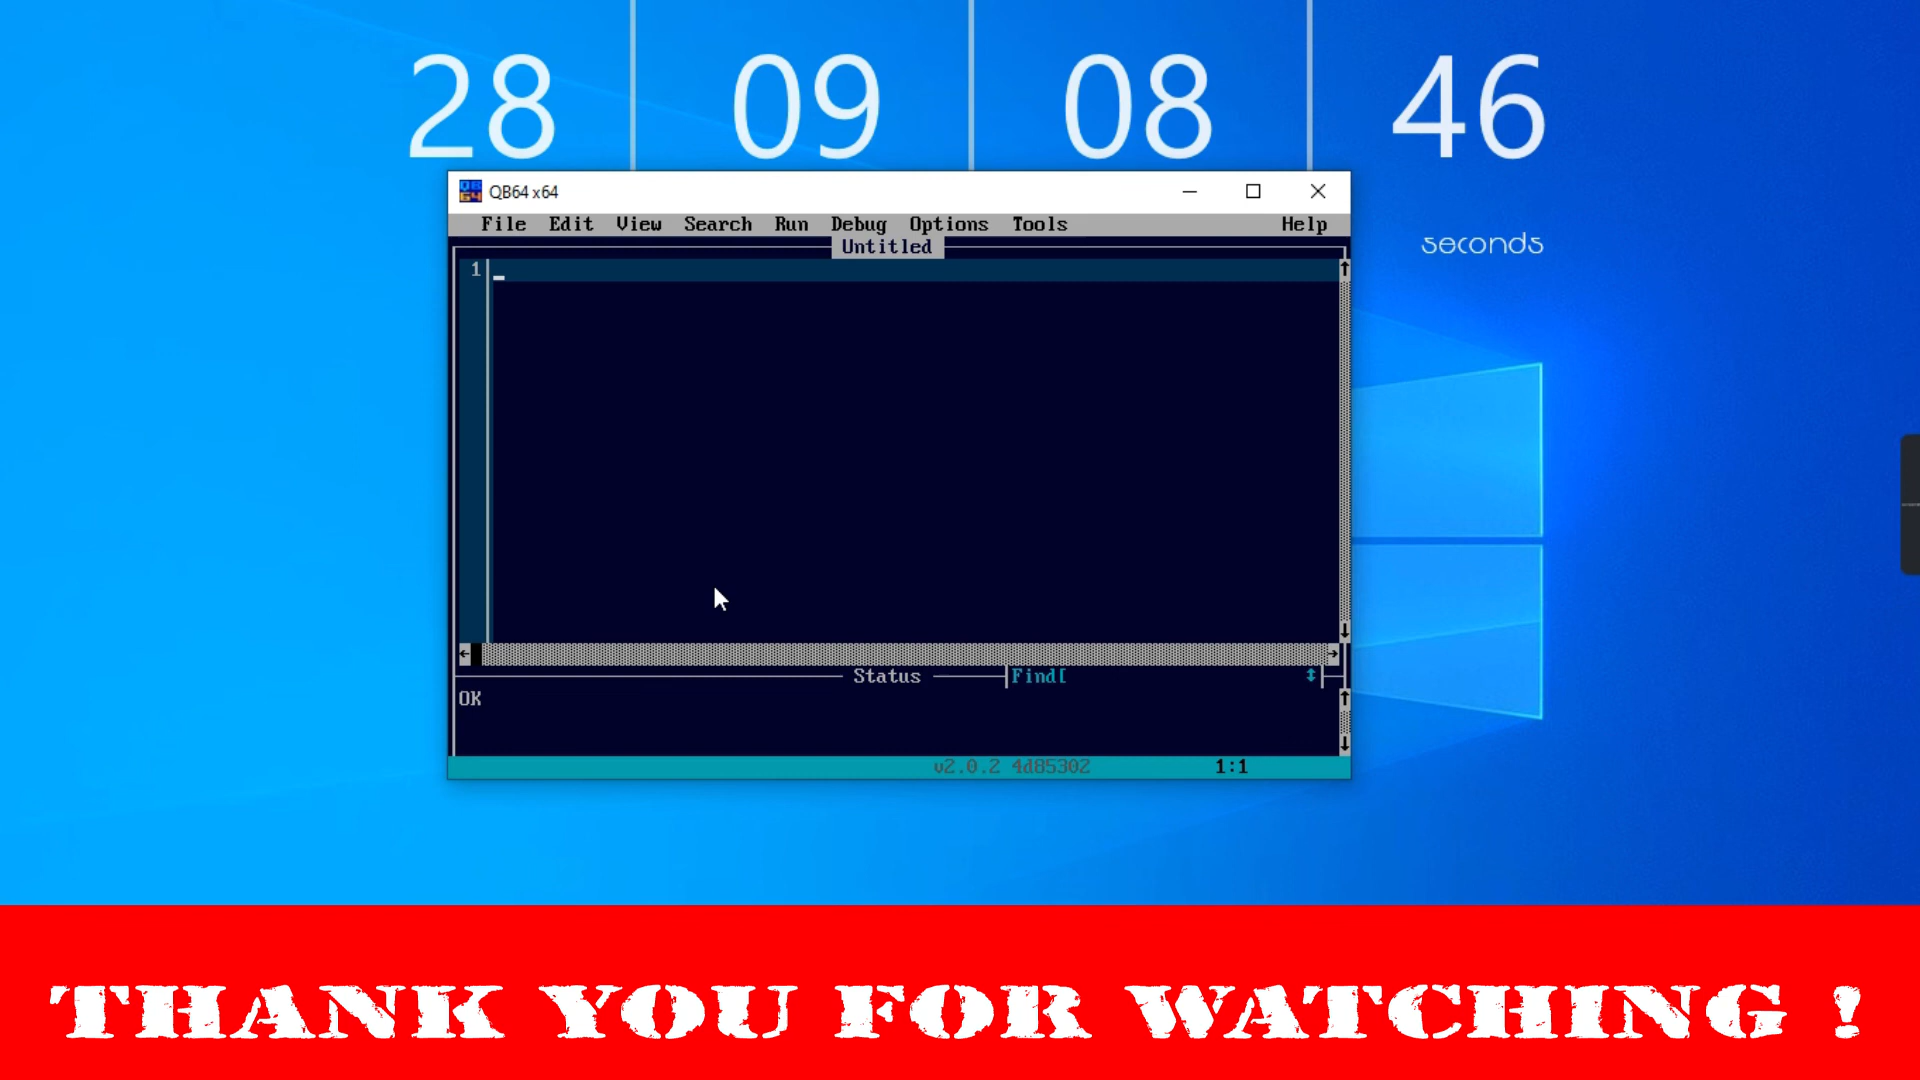 28 09 08 46
seconds
QB64 x64
File Edit View Search Run Debug Options Tools Help
Untitled
1
Status Find[
OK
v2.0.2 4d85302 1:1
THANK YOU FOR WATCHING !